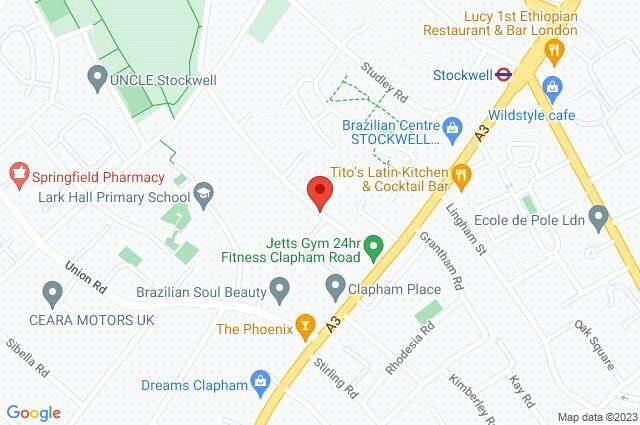 Lucy 1st Ethiopian
Restaurant & Bar London
Studley Rd
Stockwell
UNCLE Stockwell
Wildstyle cafe
Brazilian Centre
STOCKWELL...
A3
Springfield Pharmacy
Tito's Latin Kitchen
& Cocktail Bar
Lark Hall Primary School
Lingham St
Ecole de Pole Ldn
Jetts Gym 24hr
Fitness Clapham Road
Grantham Rd
Union Rd
Brazilian Soul Beauty
Clapham Place
CEARA MOTORS UK
The Phoenix
A3
Rhodesia Rd
Oak Square
Sibella Rd
Stirling Rd
Dreams Clapham
Kimberley Rd
Kay Rd
Google
Map data ©2023